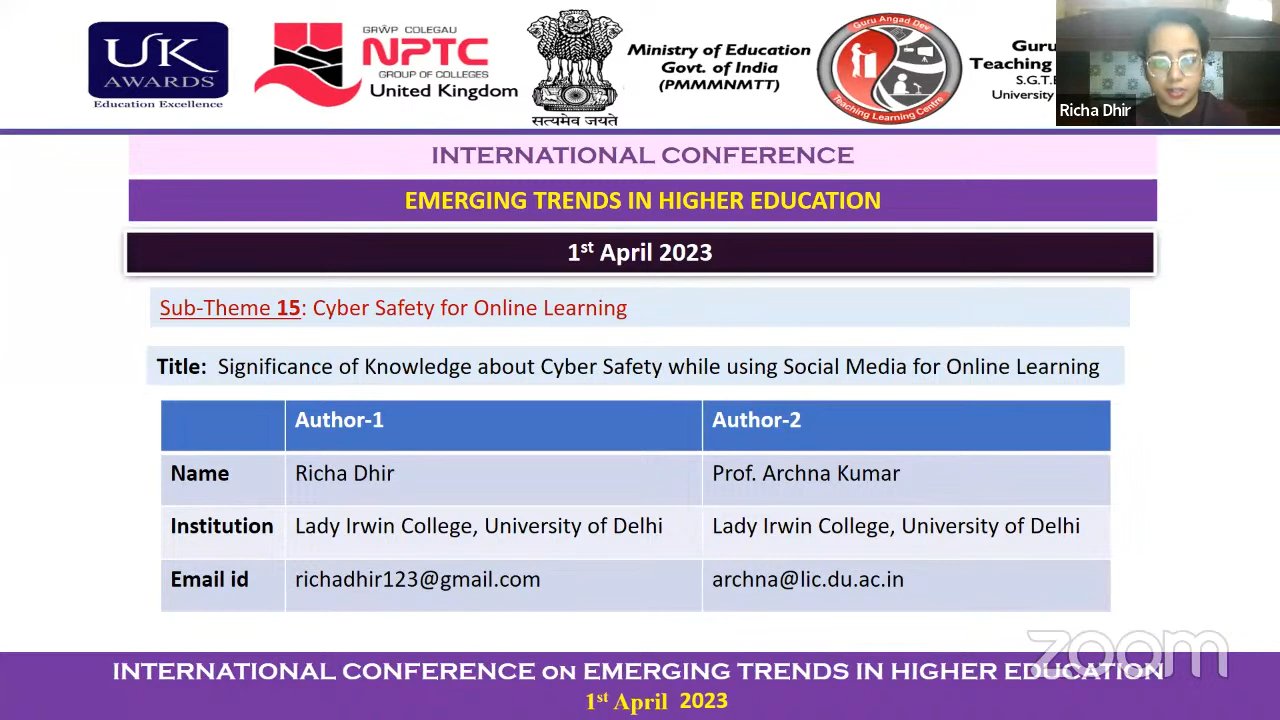 UK
AWARDS
Education Excellence
GRŴP COLEGAU
NPTC
GROUP OF COLLEGES
United Kingdom
सत्यमेव जयते
Ministry of Education
Govt. of India
(PMMMNMTT)
Guru Angad Dev
Teaching Learning Centre
Guru
Teaching
S.G.T.B
University
Richa Dhir
INTERNATIONAL CONFERENCE
EMERGING TRENDS IN HIGHER EDUCATION
1st April 2023
Sub-Theme 15: Cyber Safety for Online Learning
Title: Significance of Knowledge about Cyber Safety while using Social Media for Online Learning
Author-1 Author-2
Name Richa Dhir Prof. Archna Kumar
Institution Lady Irwin College, University of Delhi Lady Irwin College, University of Delhi
Email id richadhir123@gmail.com archna@lic.du.ac.in
zoom
INTERNATIONAL CONFERENCE ON EMERGING TRENDS IN HIGHER EDUCATION
1st April 2023